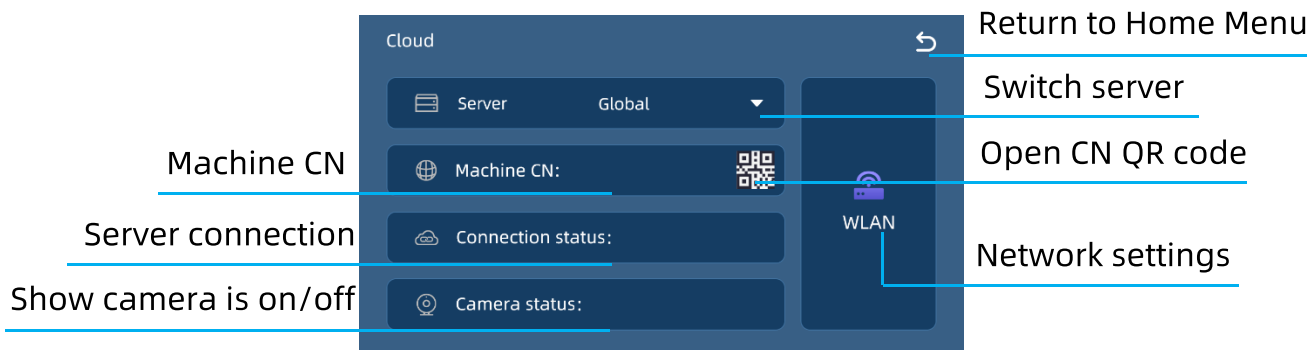 Return to Home Menu
Cloud
Switch server
Server Global
Open CN QR code
Machine CN
Machine CN:
WLAN
Server connection
Connection status:
Network settings
Show camera is on/off
Camera status: